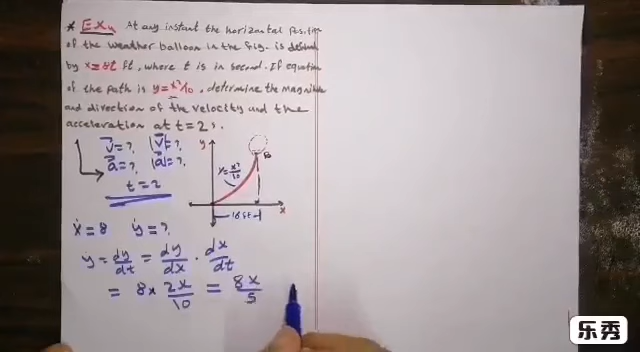 * Ex4 At any instant the horizontal position
of the weather balloon in the fig. is defined
by x=8t ft, where t is in second. If equation
of the path is y=x²/10, determine the magnitude
and direction of the velocity and the
acceleration at t=2s.
v⃗=? |v⃗|=?
a⃗=? |a⃗|=?
t=2
y
B
y=x²/10
x
16 ft
ẋ=8 ẏ=?
ẏ = dy/dt = dy/dx · dx/dt
= 8 × 2x/10 = 8x/5
乐秀